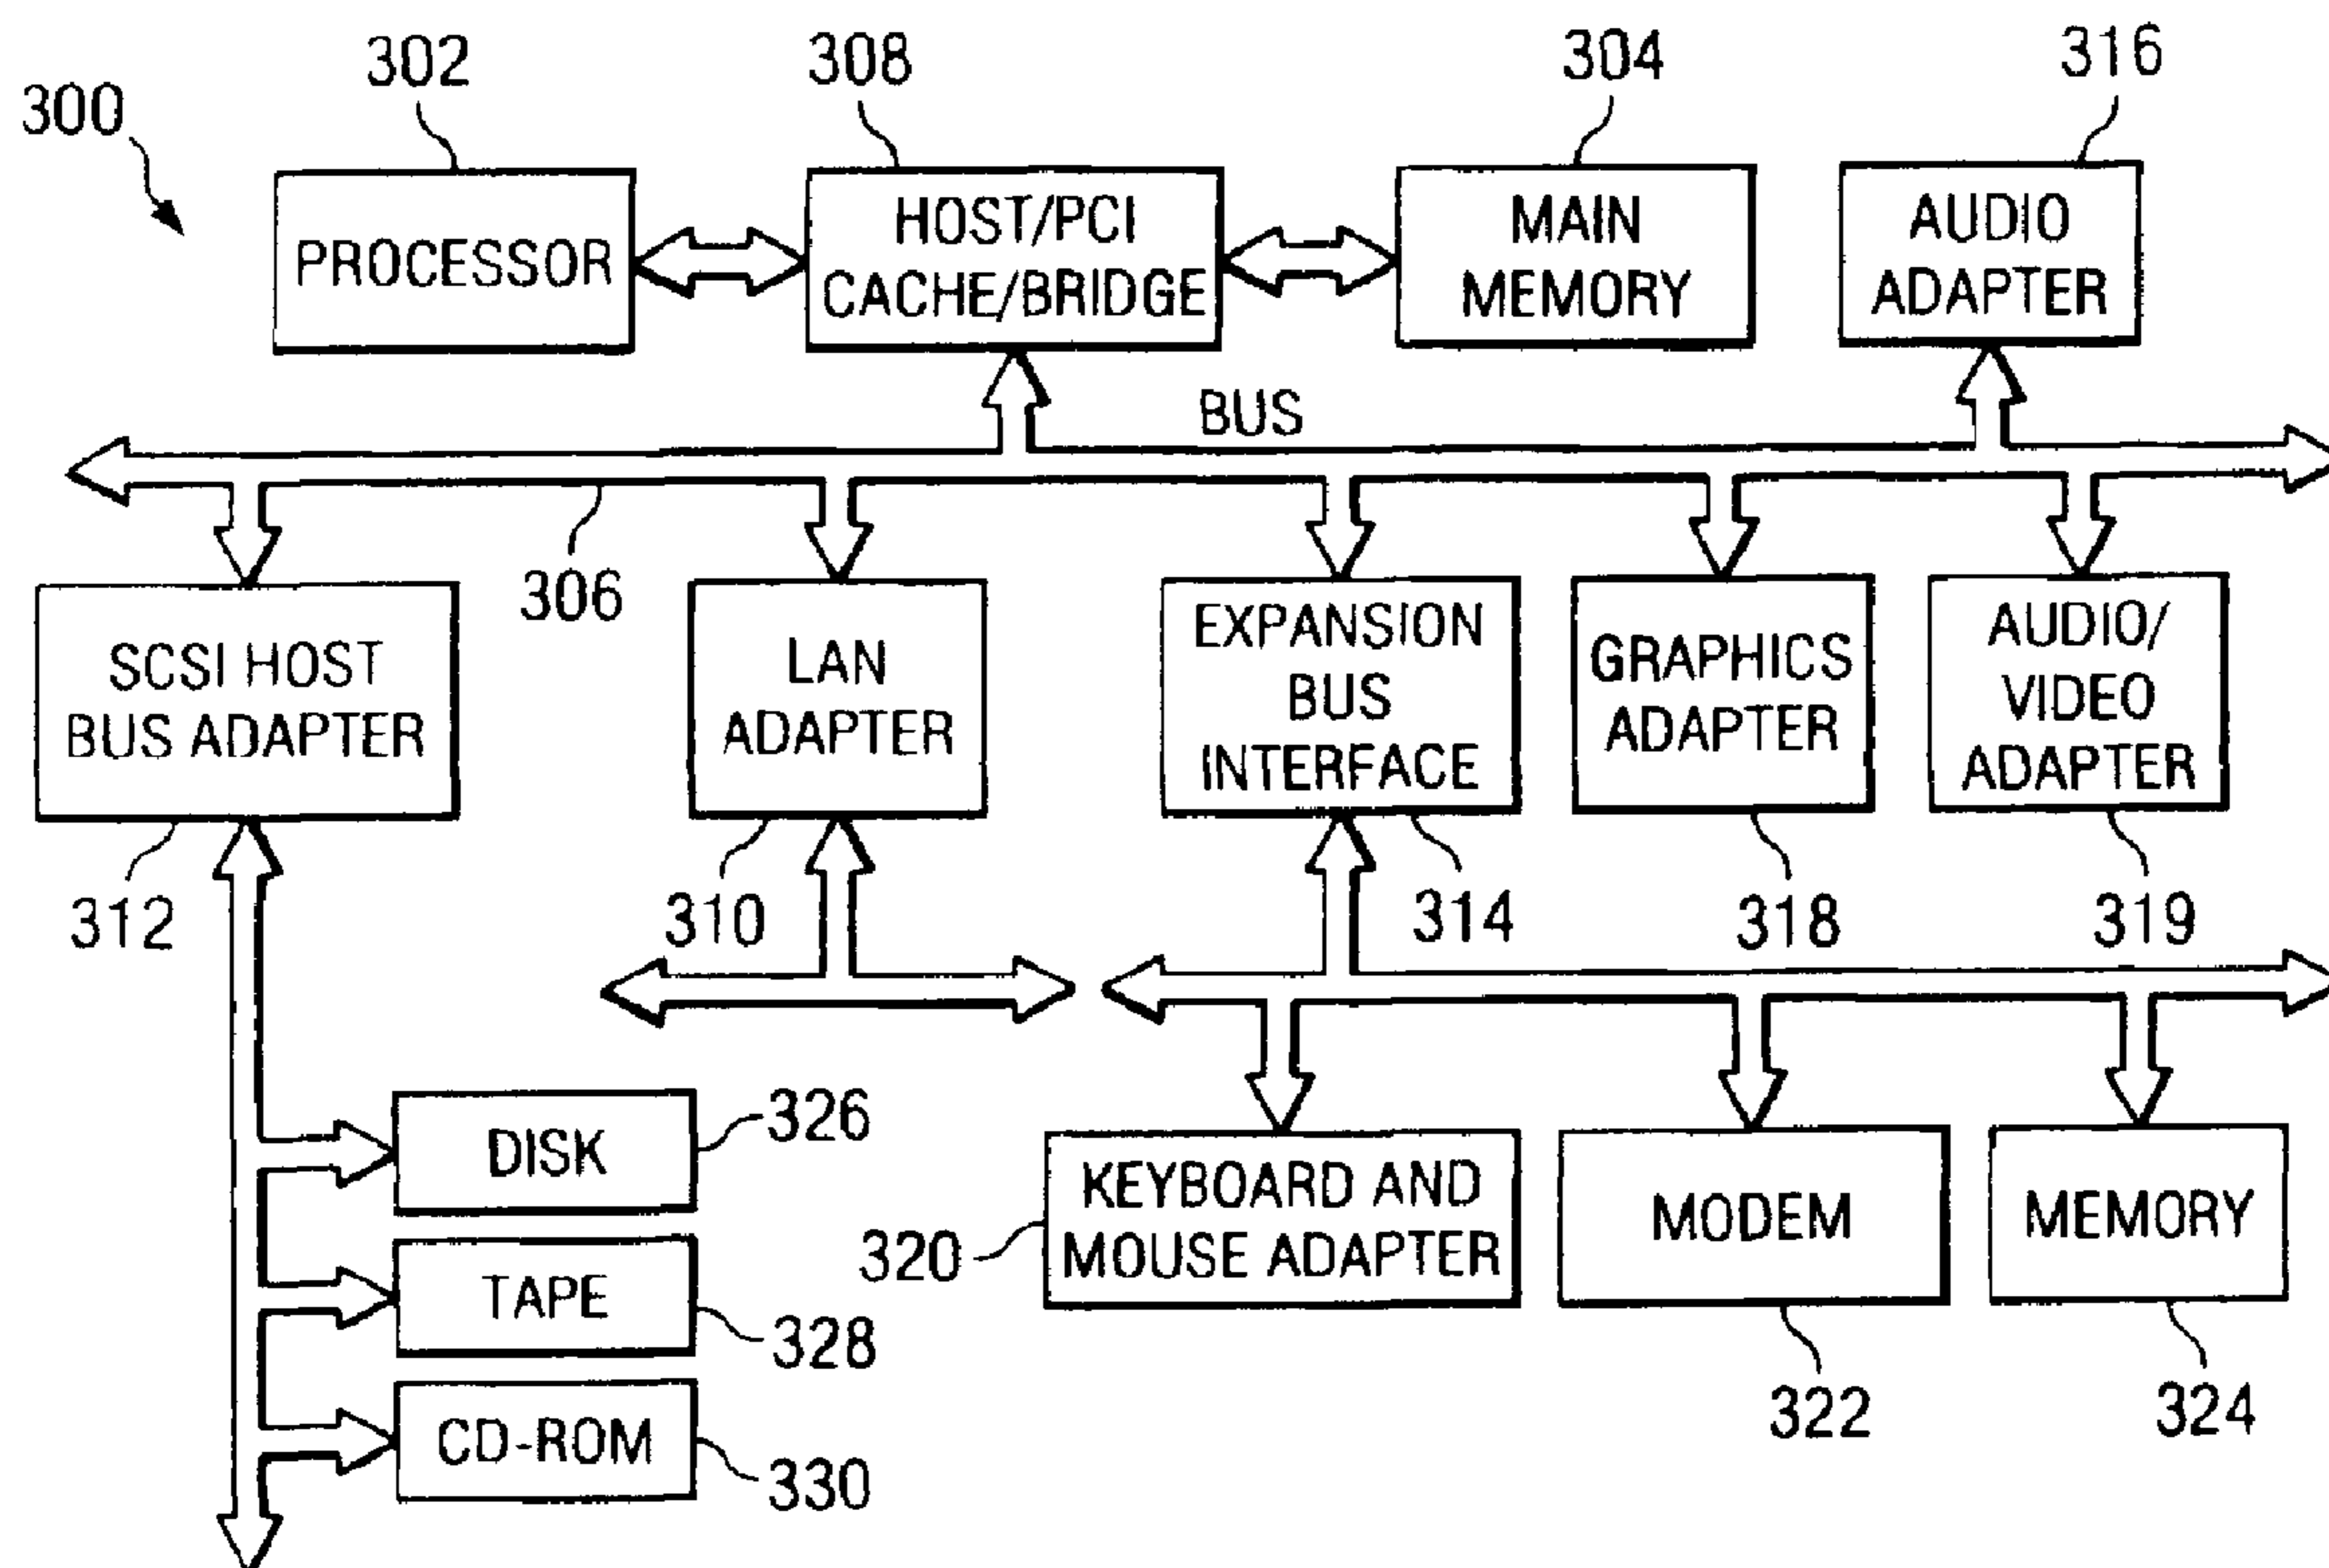 300
302
308
304
316
PROCESSOR
HOST/PCI
CACHE/BRIDGE
MAIN
MEMORY
AUDIO
ADAPTER
BUS
306
SCSI HOST
BUS ADAPTER
LAN
ADAPTER
EXPANSION
BUS
INTERFACE
GRAPHICS
ADAPTER
AUDIO/
VIDEO
ADAPTER
312
310
314
318
319
DISK
326
TAPE
328
CD-ROM
330
320
KEYBOARD AND
MOUSE ADAPTER
MODEM
MEMORY
322
324